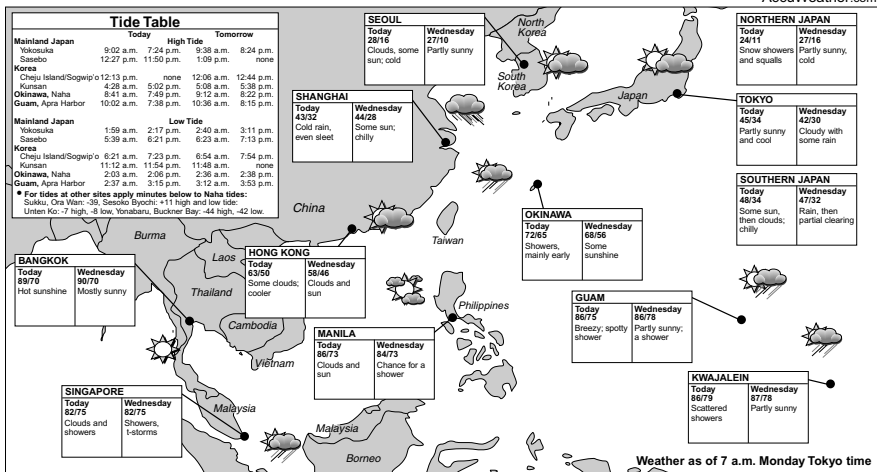 AccuWeather.com
Tide Table
Today Tomorrow
Mainland Japan High Tide
Yokosuka 9:02 a.m. 7:24 p.m. 9:38 a.m. 8:24 p.m.
Sasebo 12:27 p.m. 11:50 p.m. 1:09 p.m. none
Korea
Cheju Island/Sogwip'o 12:13 p.m. none 12:06 a.m. 12:44 p.m.
Kunsan 4:28 a.m. 5:02 p.m. 5:08 a.m. 5:38 p.m.
Okinawa, Naha 8:41 a.m. 7:49 p.m. 9:12 a.m. 8:22 p.m.
Guam, Apra Harbor 10:02 a.m. 7:38 p.m. 10:36 a.m. 8:15 p.m.
Mainland Japan Low Tide
Yokosuka 1:59 a.m. 2:17 p.m. 2:40 a.m. 3:11 p.m.
Sasebo 5:39 a.m. 6:21 p.m. 6:23 a.m. 7:13 p.m.
Korea
Cheju Island/Sogwip'o 6:21 a.m. 7:23 p.m. 6:54 a.m. 7:54 p.m.
Kunsan 11:12 a.m. 11:54 p.m. 11:48 a.m. none
Okinawa, Naha 2:03 a.m. 2:06 p.m. 2:36 a.m. 2:38 p.m.
Guam, Apra Harbor 2:37 a.m. 3:15 p.m. 3:12 a.m. 3:53 p.m.
• For tides at other sites apply minutes below to Naha tides:
Sukku, Ora Wan: -39, Sesoko Byochi: +11 high and low tide:
Unten Ko: -7 high, -8 low, Yonabaru, Buckner Bay: -44 high, -42 low.
SEOUL
Today Wednesday
28/16 27/10
Clouds, some Partly sunny
sun; cold
North
Korea
South
Korea
Japan
NORTHERN JAPAN
Today Wednesday
24/11 27/16
Snow showers Partly sunny,
and squalls cold
SHANGHAI
Today Wednesday
43/32 44/28
Cold rain, Some sun;
even sleet chilly
TOKYO
Today Wednesday
45/34 42/30
Partly sunny Cloudy with
and cool some rain
SOUTHERN JAPAN
Today Wednesday
48/34 47/32
Some sun, Rain, then
then clouds; partial clearing
chilly
China
Taiwan
OKINAWA
Today Wednesday
72/65 68/56
Showers, Some
mainly early sunshine
Burma
Laos
Thailand
Cambodia
Vietnam
Philippines
BANGKOK
Today Wednesday
89/70 90/70
Hot sunshine Mostly sunny
HONG KONG
Today Wednesday
63/50 58/46
Some clouds; Clouds and
cooler sun
MANILA
Today Wednesday
86/73 84/73
Clouds and Chance for a
sun shower
GUAM
Today Wednesday
86/75 86/78
Breezy; spotty Partly sunny;
shower a shower
KWAJALEIN
Today Wednesday
86/79 87/78
Scattered Partly sunny
showers
SINGAPORE
Today Wednesday
82/75 82/75
Clouds and Showers,
showers t-storms
Malaysia
Malaysia
Borneo
Weather as of 7 a.m. Monday Tokyo time